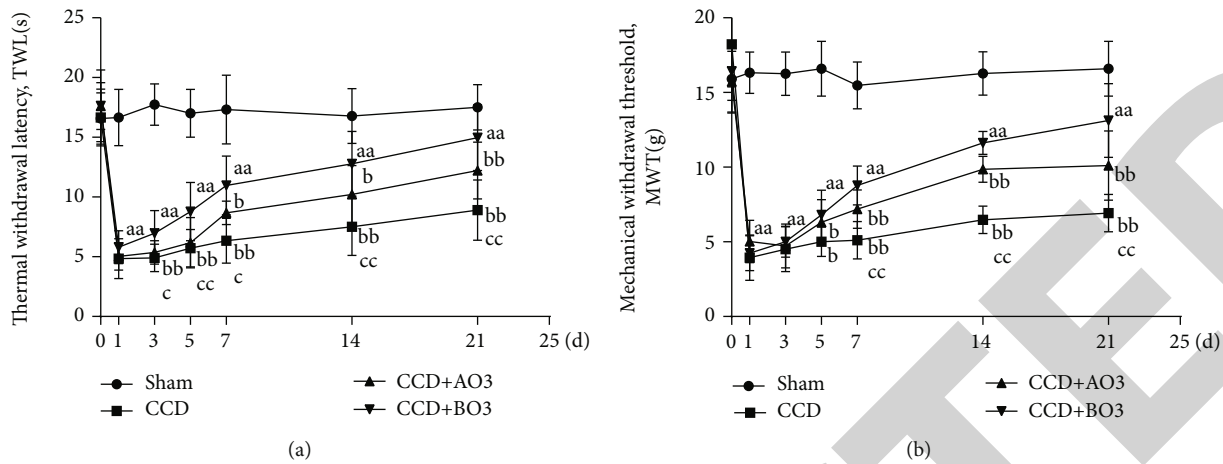 Thermal withdrawal latency, TWL(s)
25
20
15
10
5
0
aa
aa
aa
aa
aa
aa
b
bb
b
bb
c
bb
cc
bb
c
bb
cc
bb
cc
0 1 3 5 7 14 21 25 (d)
Sham
CCD
CCD+AO3
CCD+BO3
(a)
Mechanical withdrawal threshold,
MWT(g)
20
15
10
5
0
aa
aa
aa
aa
aa
aa
b
b
bb
bb
cc
bb
bb
cc
bb
bb
cc
0 1 3 5 7 14 21 25 (d)
Sham
CCD
CCD+AO3
CCD+BO3
(b)
TED